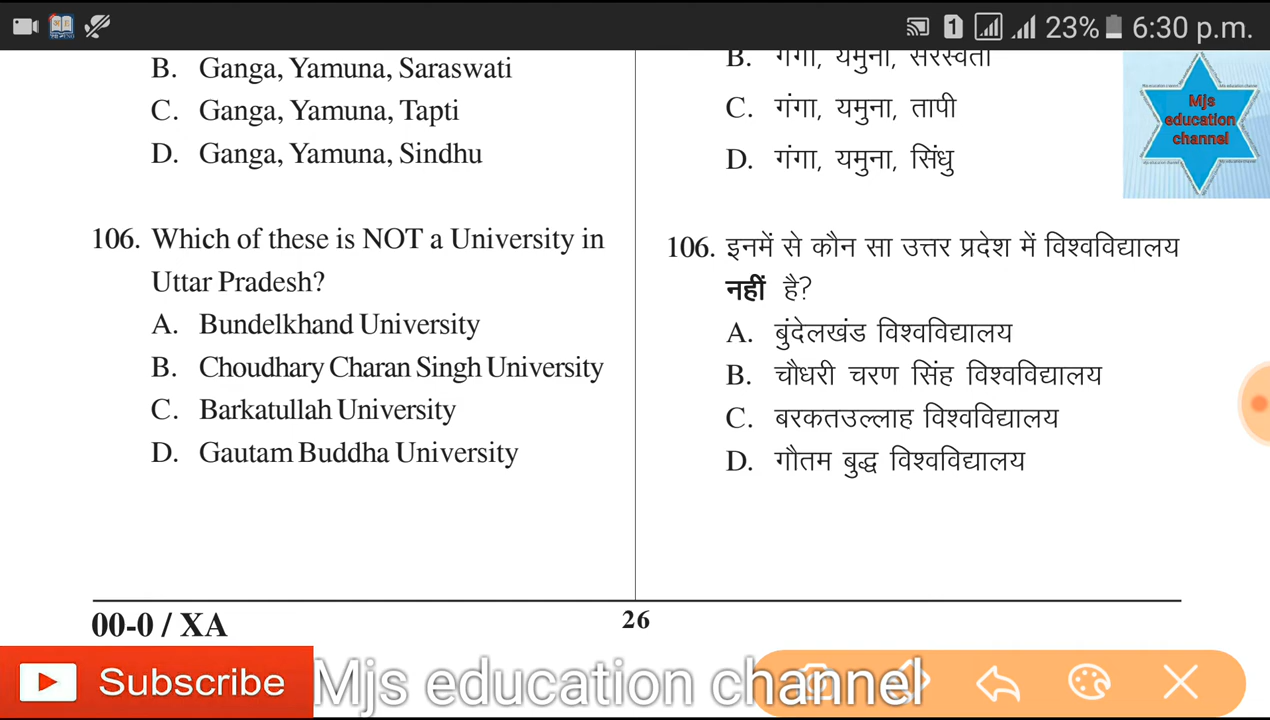 23% 6:30 p.m.
B. Ganga, Yamuna, Saraswati
C. Ganga, Yamuna, Tapti
D. Ganga, Yamuna, Sindhu
106. Which of these is NOT a University in
Uttar Pradesh?
A. Bundelkhand University
B. Choudhary Charan Singh University
C. Barkatullah University
D. Gautam Buddha University
B. गंगा, यमुना, सरस्वती
C. गंगा, यमुना, तापी
D. गंगा, यमुना, सिंधु
106. इनमें से कौन सा उत्तर प्रदेश में विश्वविद्यालय
नहीं है?
A. बुंदेलखंड विश्वविद्यालय
B. चौधरी चरण सिंह विश्वविद्यालय
C. बरकतउल्लाह विश्वविद्यालय
D. गौतम बुद्ध विश्वविद्यालय
Mjs
education
channel
00-0 / XA
26
Subscribe
Mjs education channel